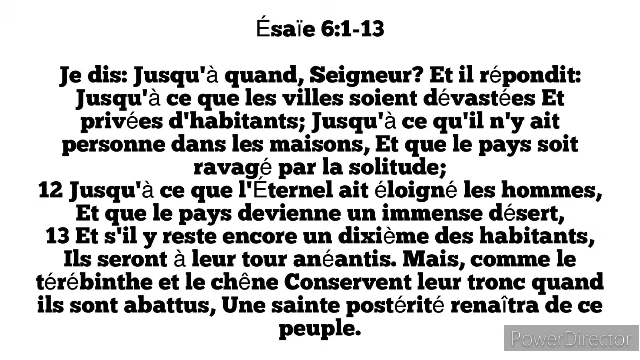 Ésaïe 6:1-13
Je dis: Jusqu'à quand, Seigneur? Et il répondit:
Jusqu'à ce que les villes soient dévastées Et
privées d'habitants; Jusqu'à ce qu'il n'y ait
personne dans les maisons, Et que le pays soit
ravagé par la solitude;
12 Jusqu'à ce que l'Éternel ait éloigné les hommes,
Et que le pays devienne un immense désert,
13 Et s'il y reste encore un dixième des habitants,
Ils seront à leur tour anéantis. Mais, comme le
térébinthe et le chêne Conservent leur tronc quand
ils sont abattus, Une sainte postérité renaîtra de ce
peuple.
PowerDirector